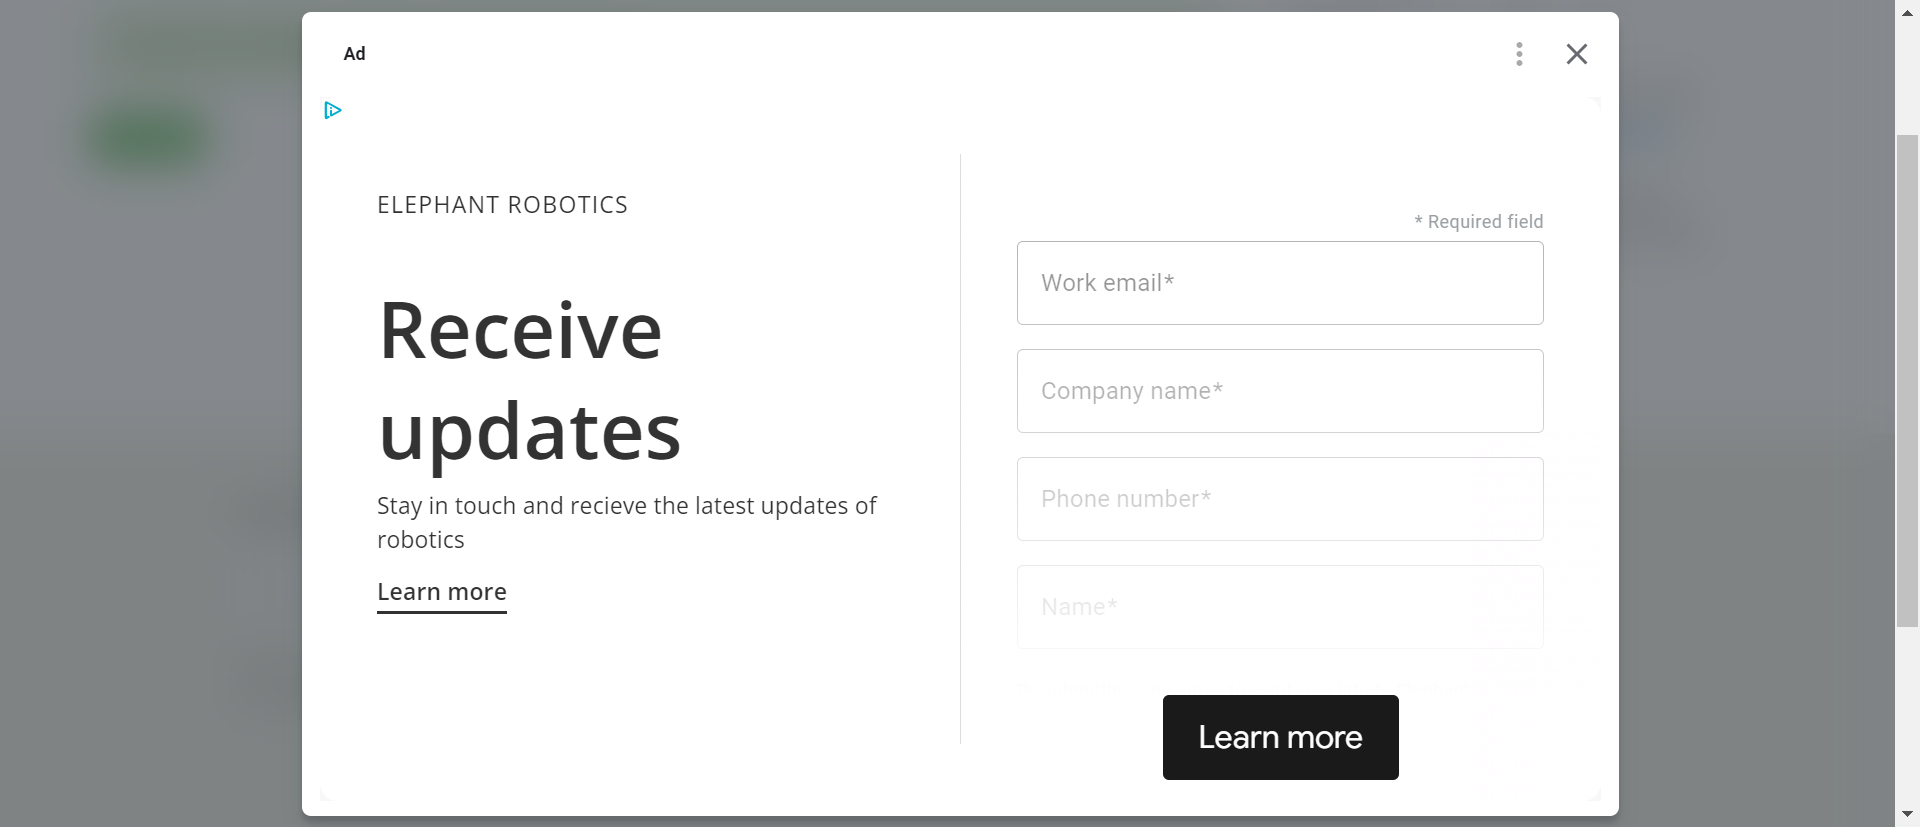 Ad
ELEPHANT ROBOTICS
Receive
updates
Stay in touch and recieve the latest updates of
robotics
Learn more
* Required field
Work email*
Company name*
Phone number*
Name*
Learn more